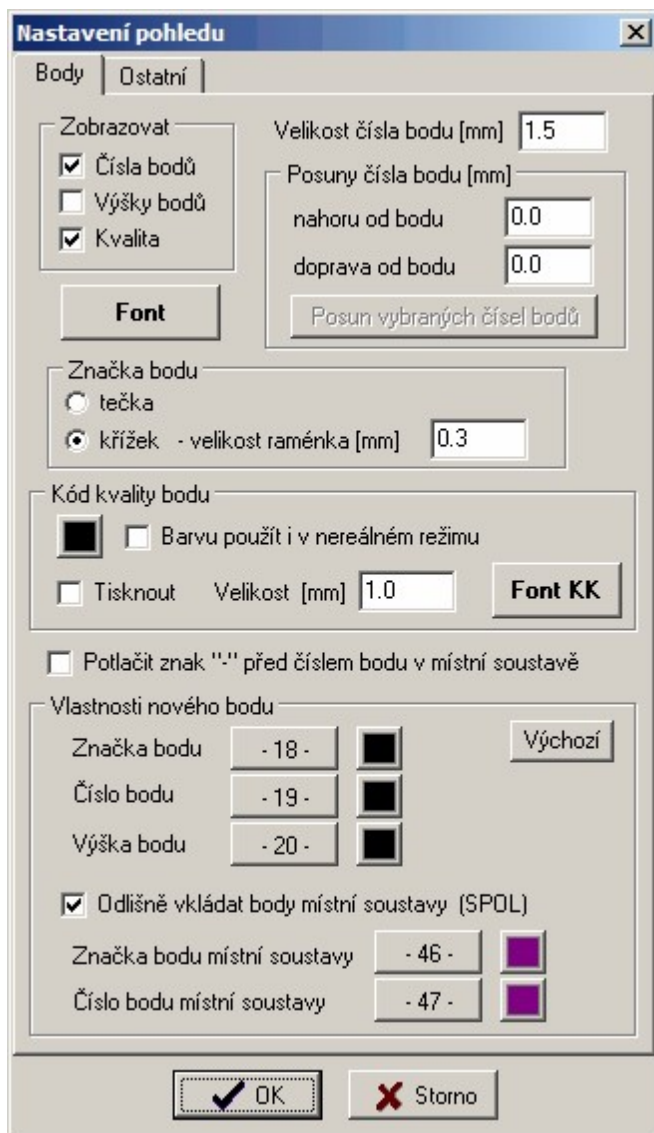 Nastavení pohledu
Body
Ostatní
Zobrazovat
Čísla bodů
Výšky bodů
Kvalita
Font
Velikost čísla bodu [mm] 1.5
Posuny čísla bodu [mm]
nahoru od bodu 0.0
doprava od bodu 0.0
Posun vybraných čísel bodů
Značka bodu
tečka
křížek - velikost raménka [mm] 0.3
Kód kvality bodu
Barvu použít i v nereálném režimu
Tisknout Velikost [mm] 1.0 Font KK
Potlačit znak "-" před číslem bodu v místní soustavě
Vlastnosti nového bodu
Značka bodu - 18 - Výchozí
Číslo bodu - 19 -
Výška bodu - 20 -
Odlišně vkládat body místní soustavy (SPOL)
Značka bodu místní soustavy - 46 -
Číslo bodu místní soustavy - 47 -
OK Storno